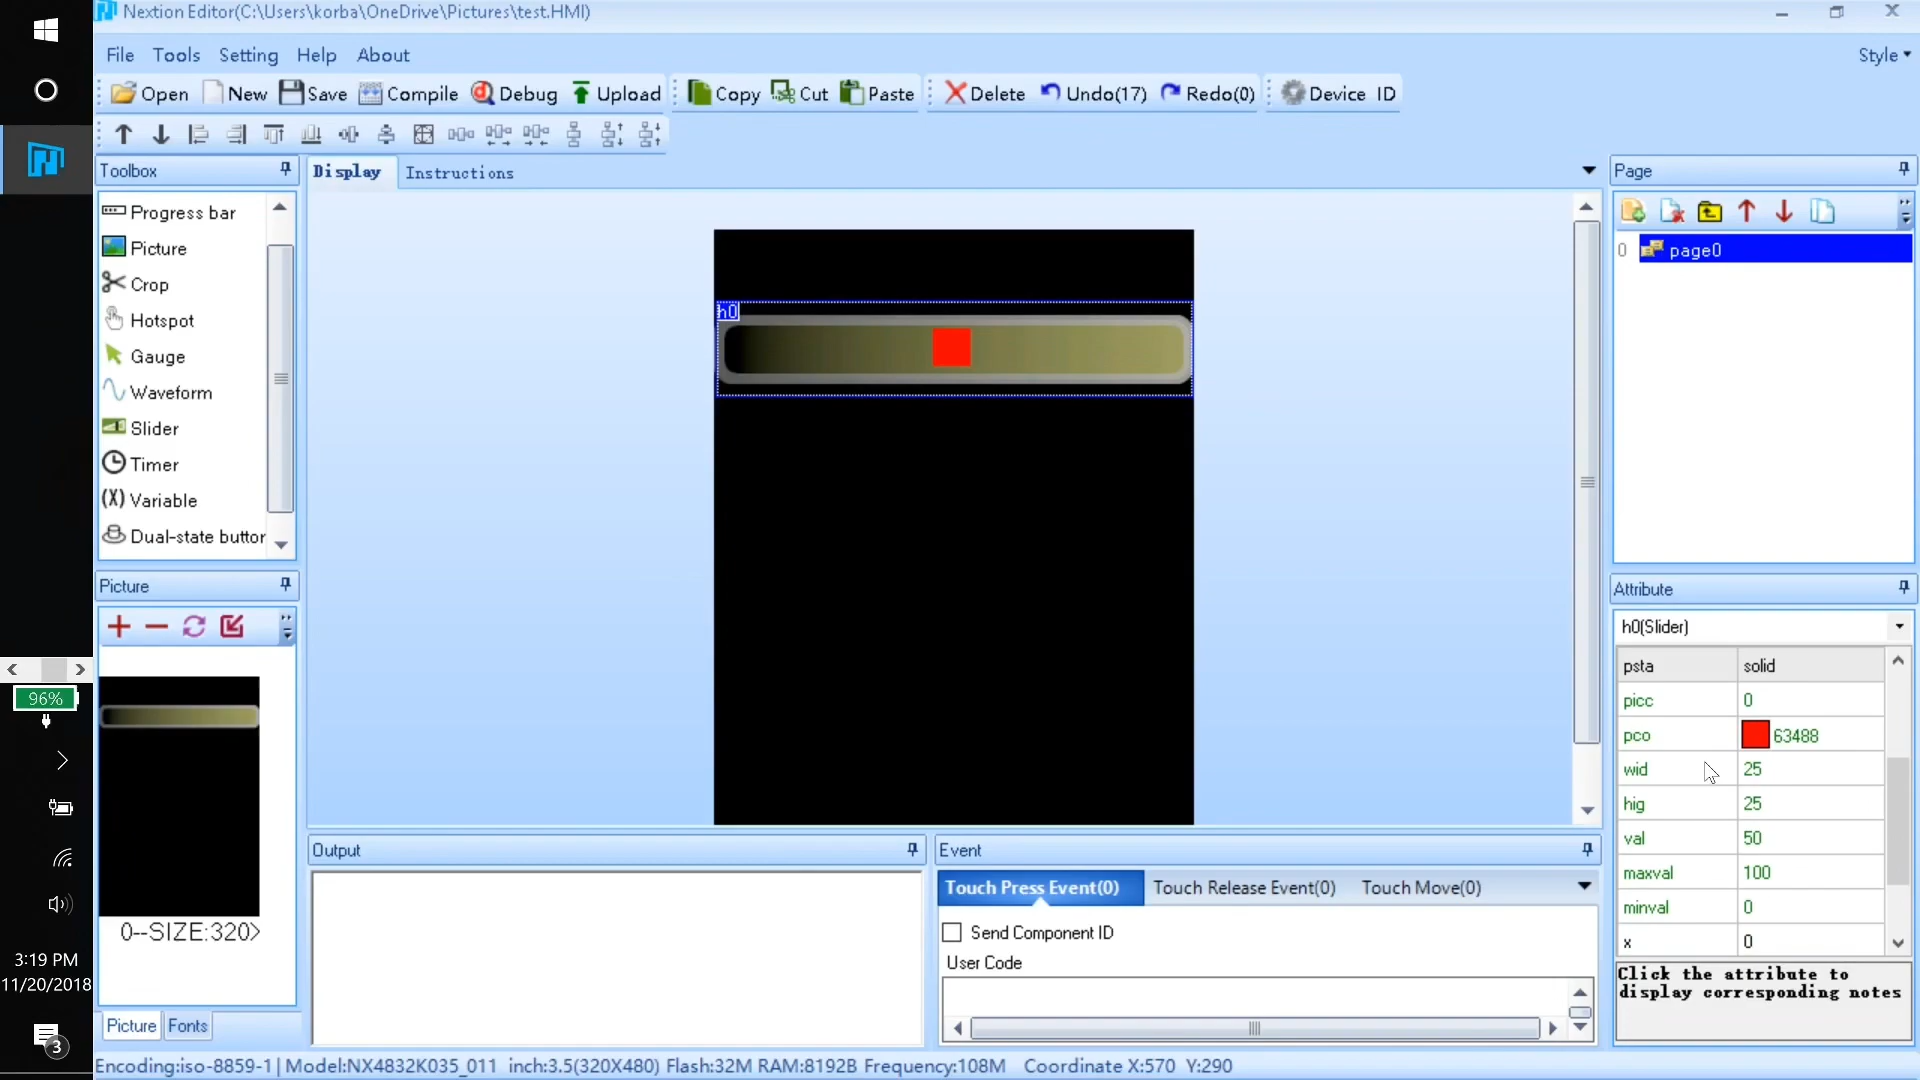 Nextion Editor(C:\Users\korba\OneDrive\Pictures\test.HMI)
File Tools Setting Help About
Style
Open New Save Compile Debug Upload Copy Cut Paste Delete Undo(17) Redo(0) Device ID
Toolbox
Progress bar
Picture
Crop
Hotspot
Gauge
Waveform
Slider
Timer
(X) Variable
Dual-state buttor
Picture
0--SIZE:320>
Picture Fonts
Display Instructions
h0
Output
Event
Touch Press Event(0) Touch Release Event(0) Touch Move(0)
Send Component ID
User Code
Page
0 page0
Attribute
h0(Slider)
psta solid
picc 0
pco 63488
wid 25
hig 25
val 50
maxval 100
minval 0
x 0
Click the attribute to
display corresponding notes
96%
3:19 PM
11/20/2018
3
Encoding:iso-8859-1| Model:NX4832K035_011 inch:3.5(320X480) Flash:32M RAM:8192B Frequency:108M Coordinate X:570 Y:290